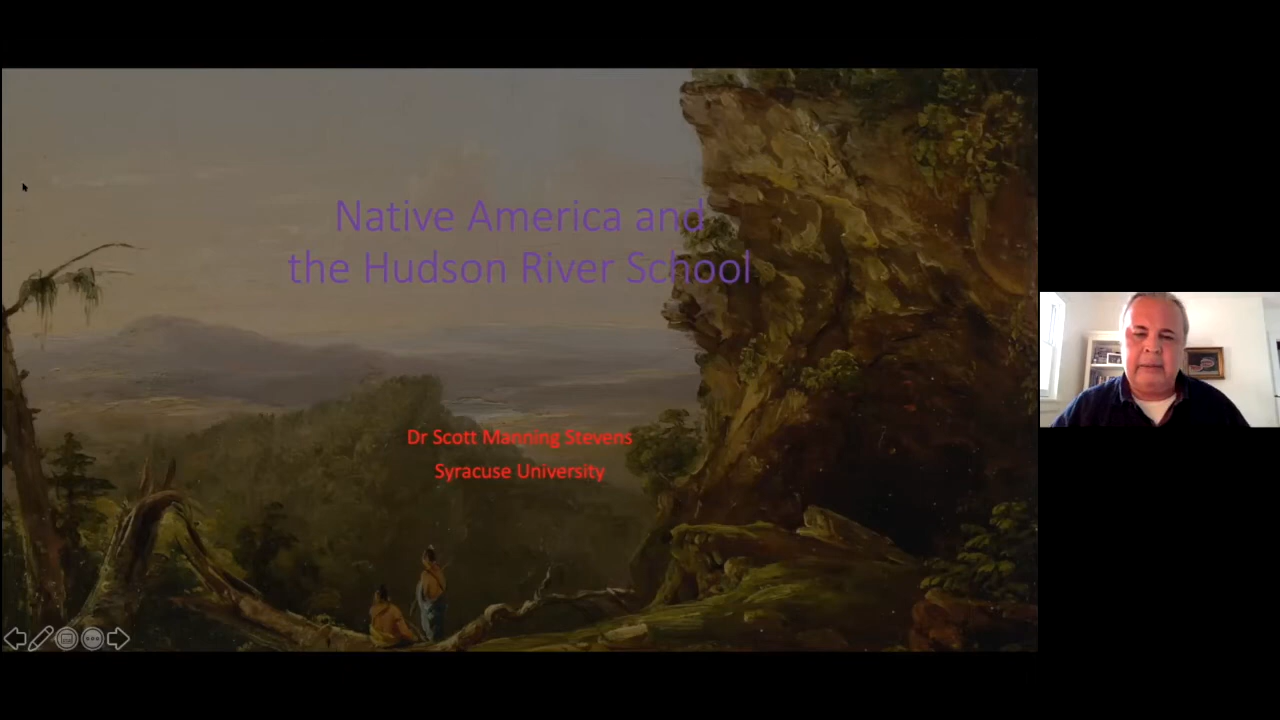 Native America and
the Hudson River School
Dr Scott Manning Stevens
Syracuse University